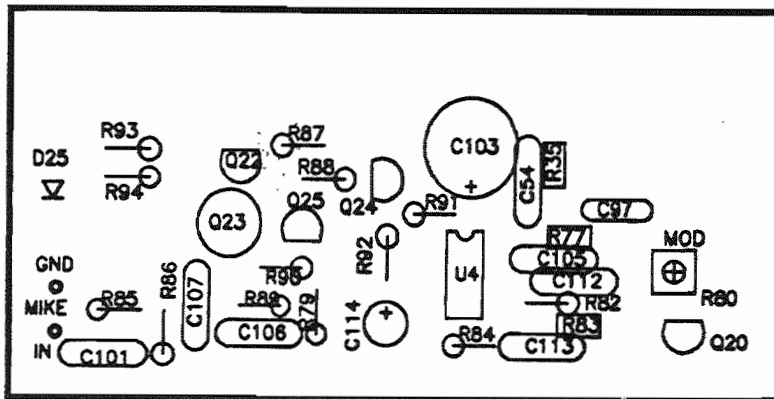 R93
R87
D25
Q22
R88
C103
R35
R94
Q25
Q24
C54
R91
Q23
C97
R77
MOD
GND
R86
R90
R92
U4
C105
C112
MIKE
R85
C107
R89
R79
R82
R80
C114
R83
IN
C101
C106
R84
C113
Q20
+
+